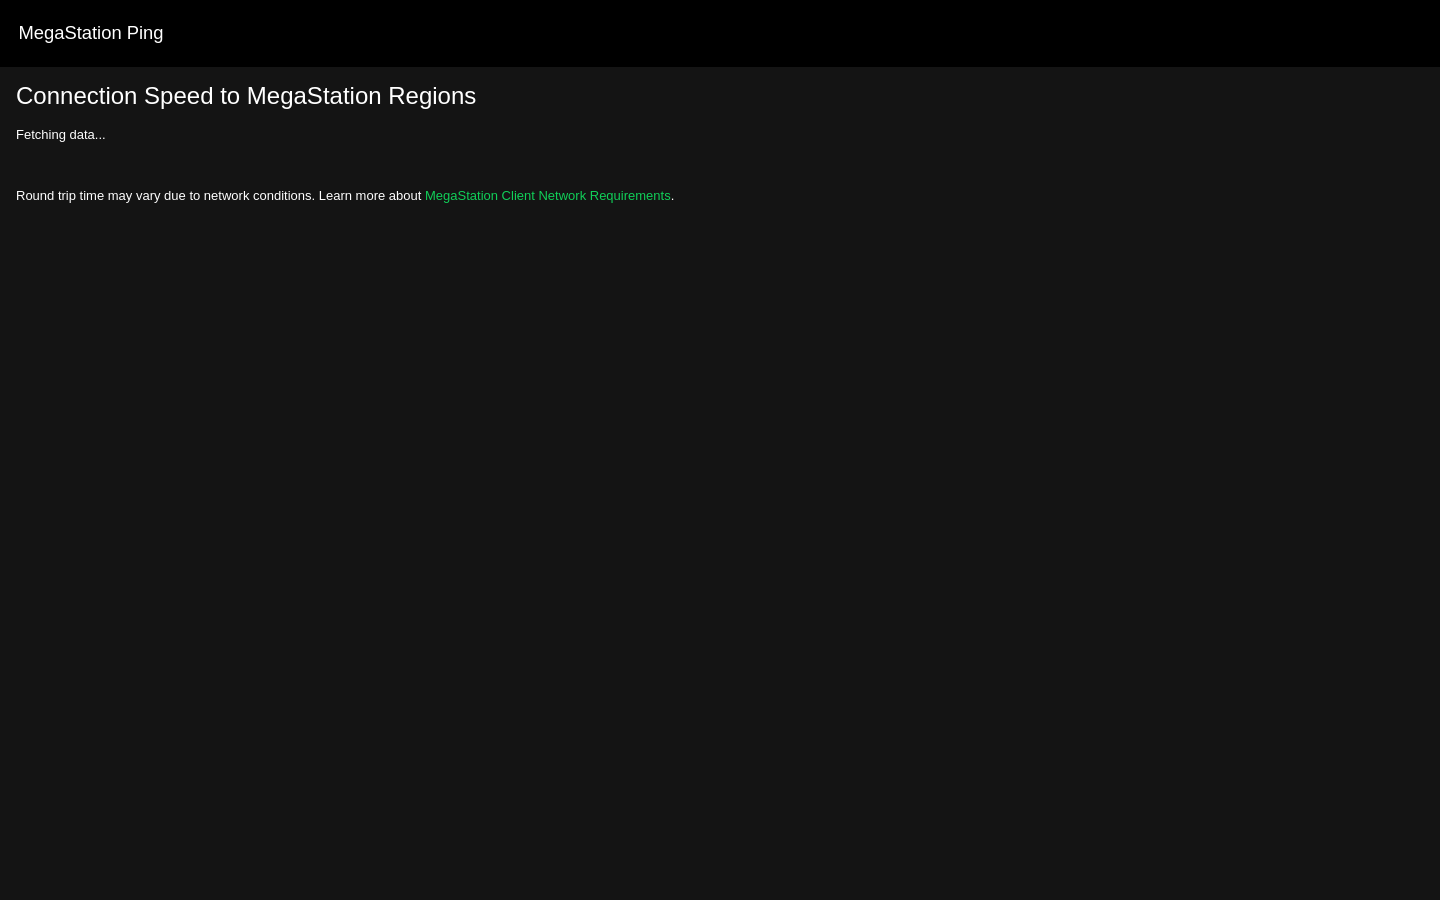 MegaStation Ping
Connection Speed to MegaStation Regions
Fetching data...
Round trip time may vary due to network conditions. Learn more about MegaStation Client Network Requirements.